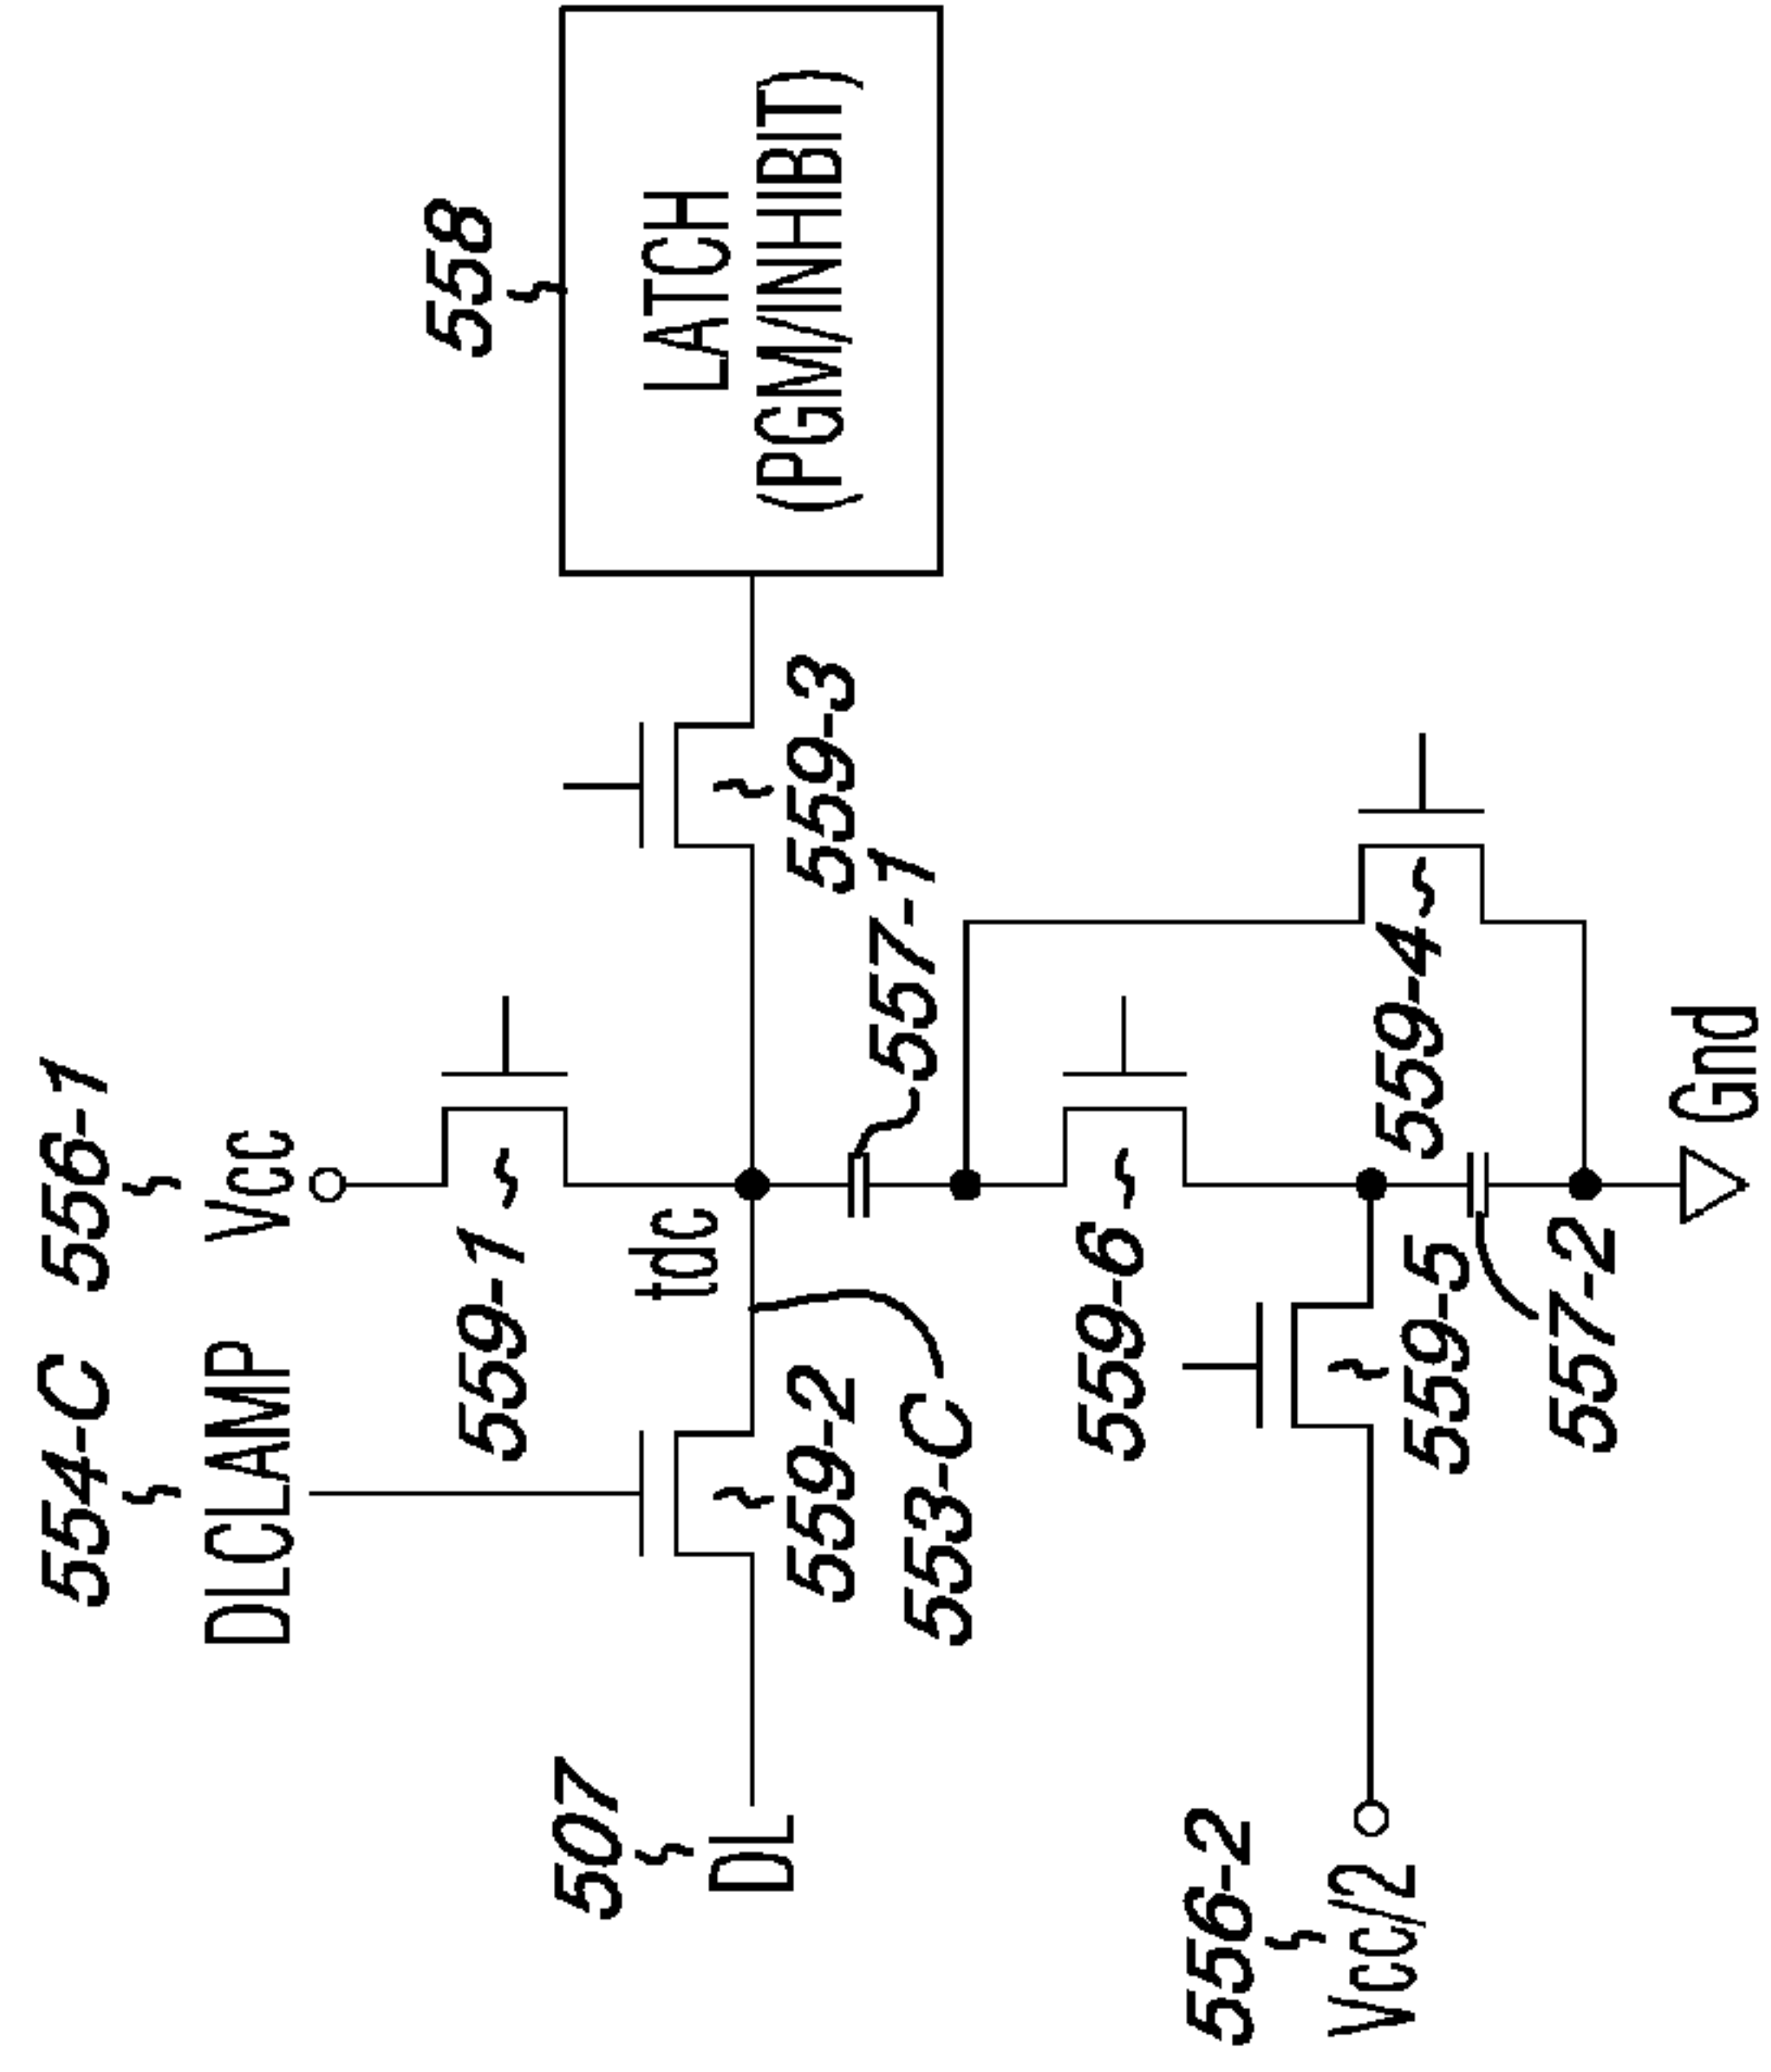 554-C
556-1
DLCLAMP
Vcc
559-1
558
LATCH
(PGM/INHIBIT)
507
DL
tdc
559-2
559-3
553-C
557-1
559-6
556-2
Vcc/2
559-5
559-4
557-2
Gnd